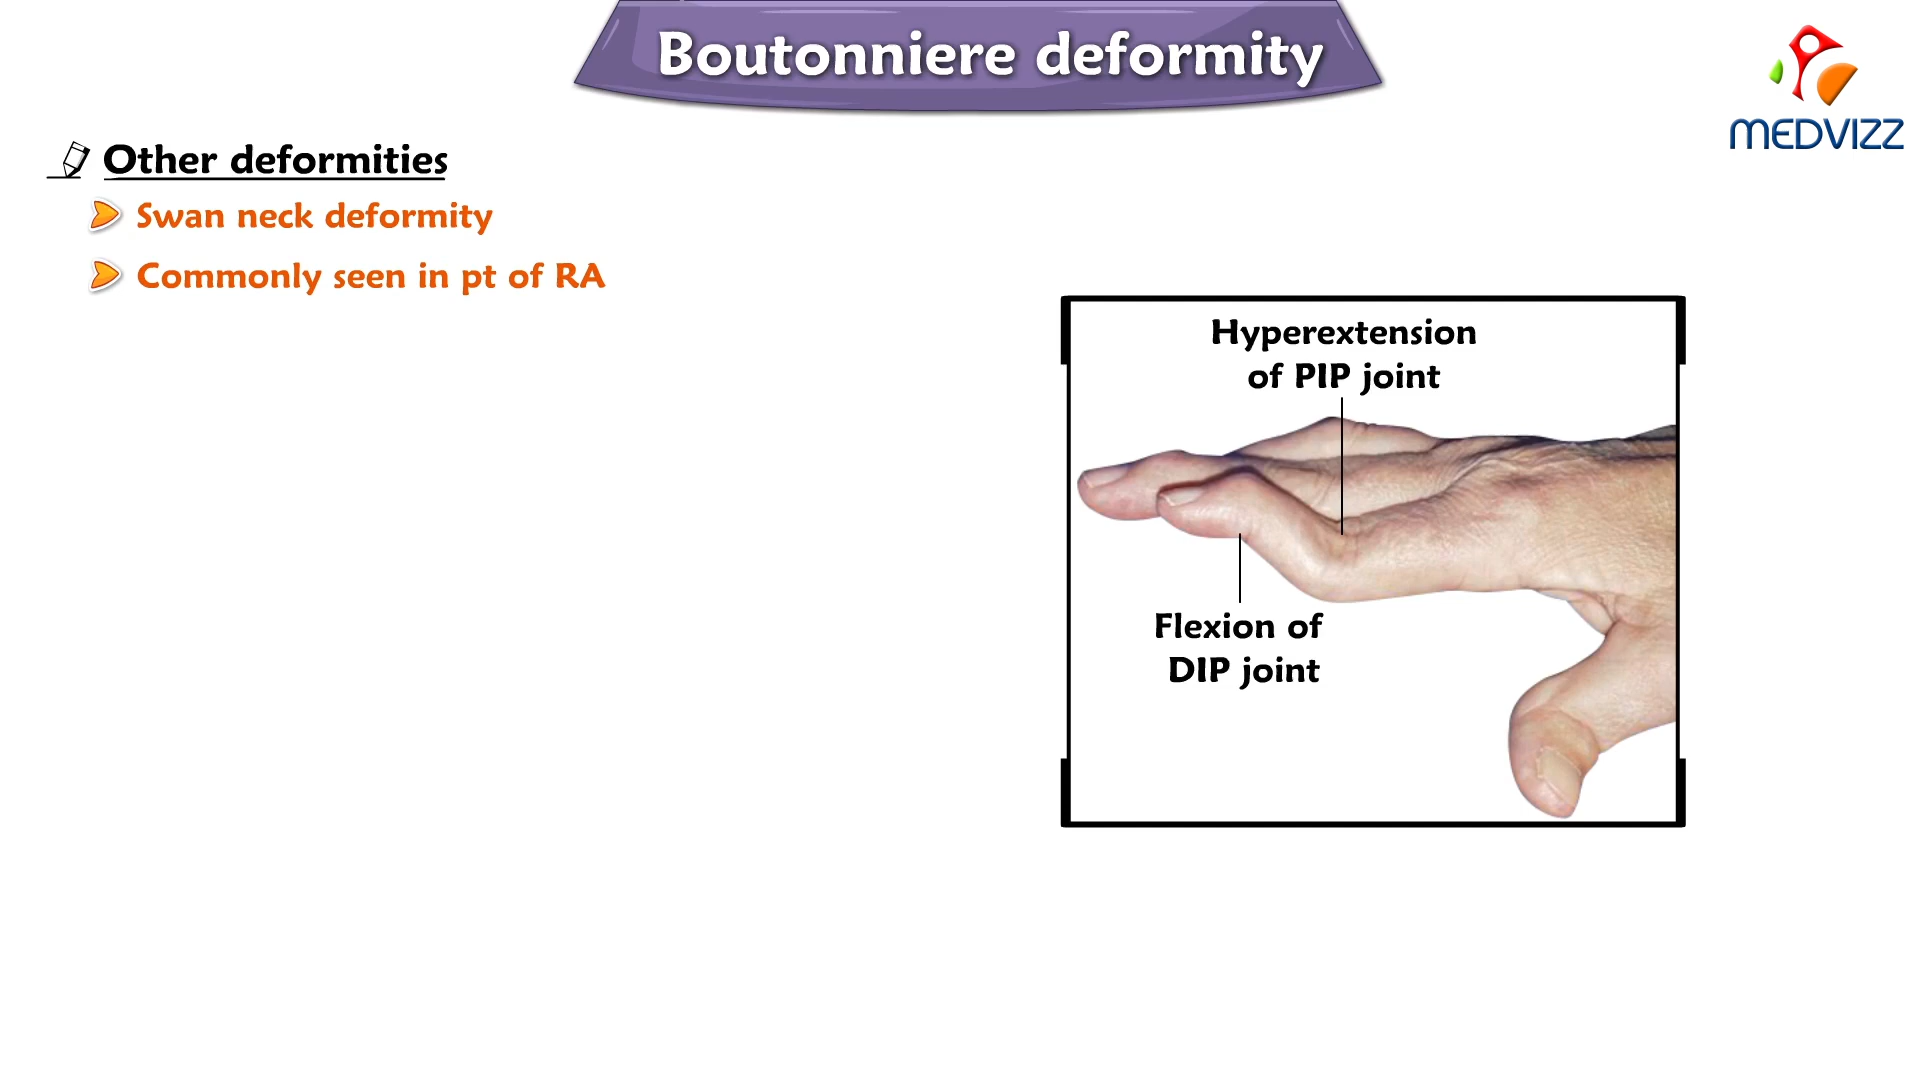 Boutonniere deformity
MEDVIZZ
Other deformities
Swan neck deformity
Commonly seen in pt of RA
Hyperextension
of PIP joint
Flexion of
DIP joint